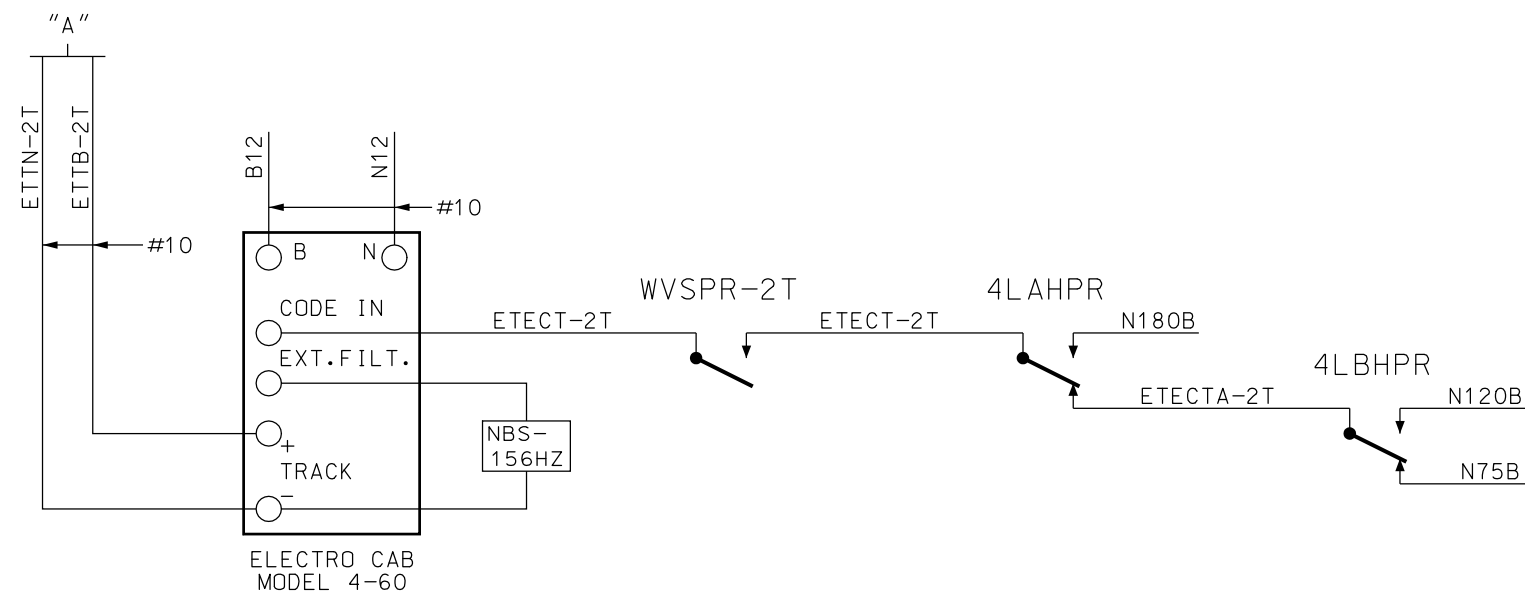 "A"
ETTN-2T
ETTB-2T
#10
B12
N12
#10
B
N
CODE IN
EXT.FILT.
+
TRACK
-
ELECTRO CAB
MODEL 4-60
NBS-
156HZ
ETECT-2T
WVSPR-2T
ETECT-2T
4LAHPR
N180B
ETECTA-2T
4LBHPR
N120B
N75B